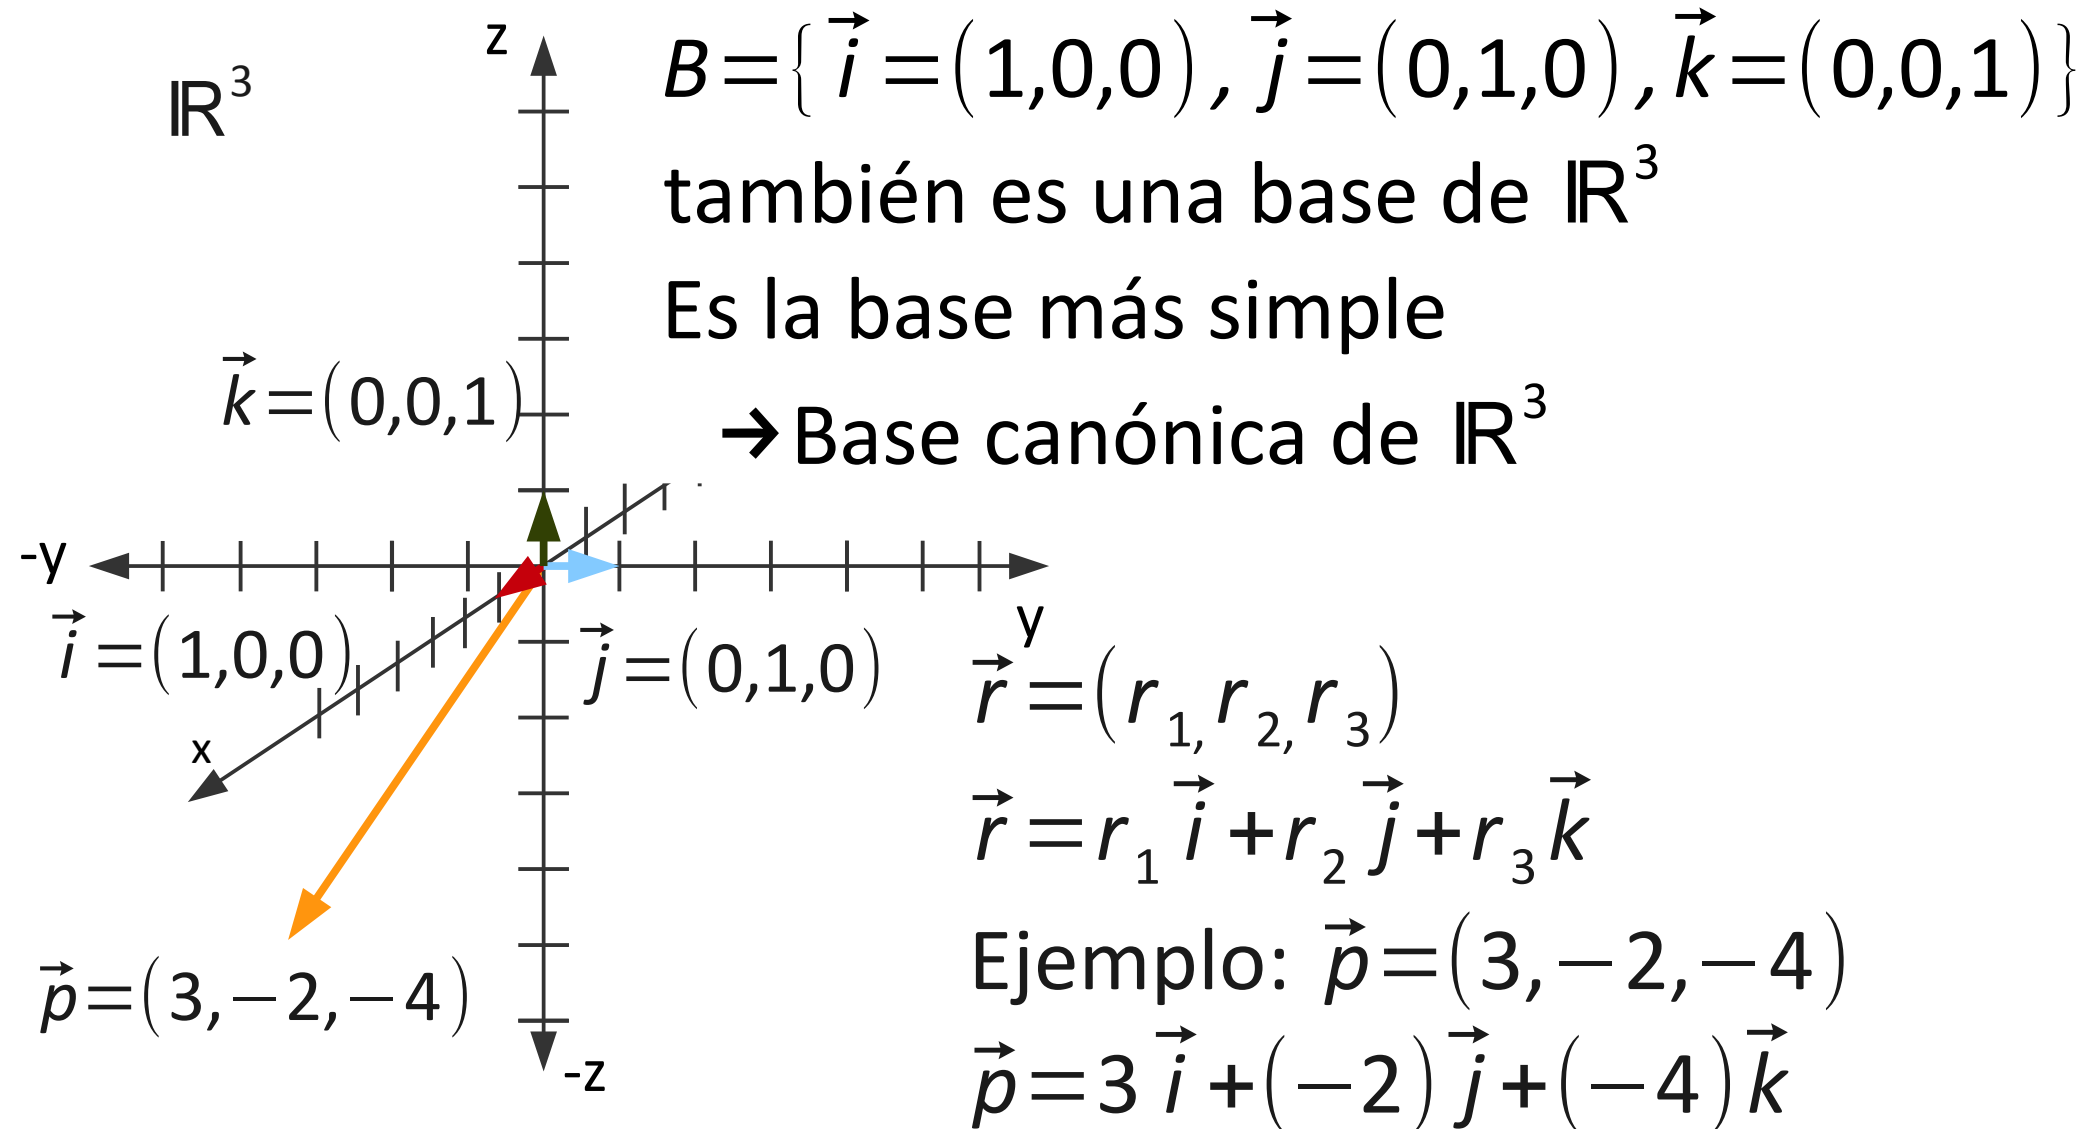 z
ℝ³
B={ i⃗ =(1,0,0), j⃗ =(0,1,0), k⃗ =(0,0,1)}
también es una base de ℝ³
Es la base más simple
k⃗ =(0,0,1)
→Base canónica de ℝ³
-y
y
i⃗ =(1,0,0)
j⃗ =(0,1,0)
r⃗ =(r₁, r₂, r₃)
x
r⃗ =r₁ i⃗ +r₂ j⃗ +r₃ k⃗
p⃗ =(3,−2,−4)
Ejemplo: p⃗ =(3,−2,−4)
-z
p⃗ =3 i⃗ +(−2) j⃗ +(−4) k⃗